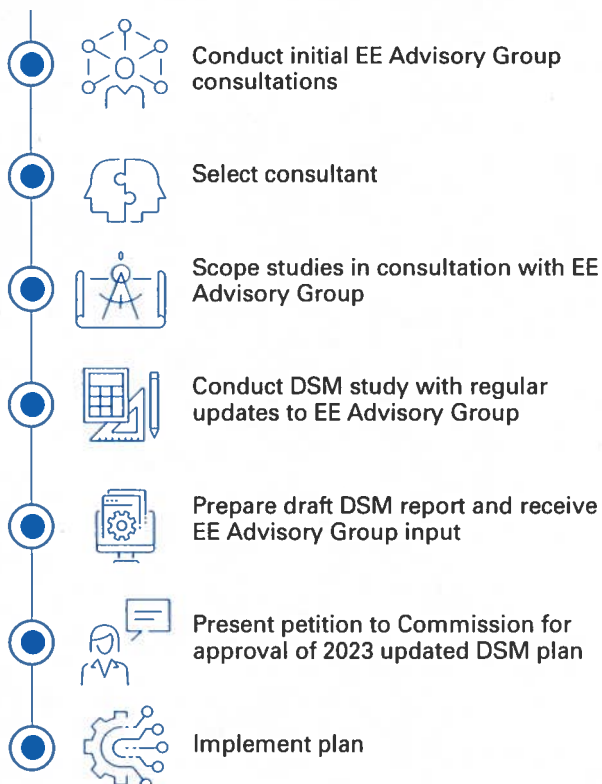 Conduct initial EE Advisory Group
consultations
Select consultant
Scope studies in consultation with EE
Advisory Group
Conduct DSM study with regular
updates to EE Advisory Group
Prepare draft DSM report and receive
EE Advisory Group input
Present petition to Commission for
approval of 2023 updated DSM plan
Implement plan